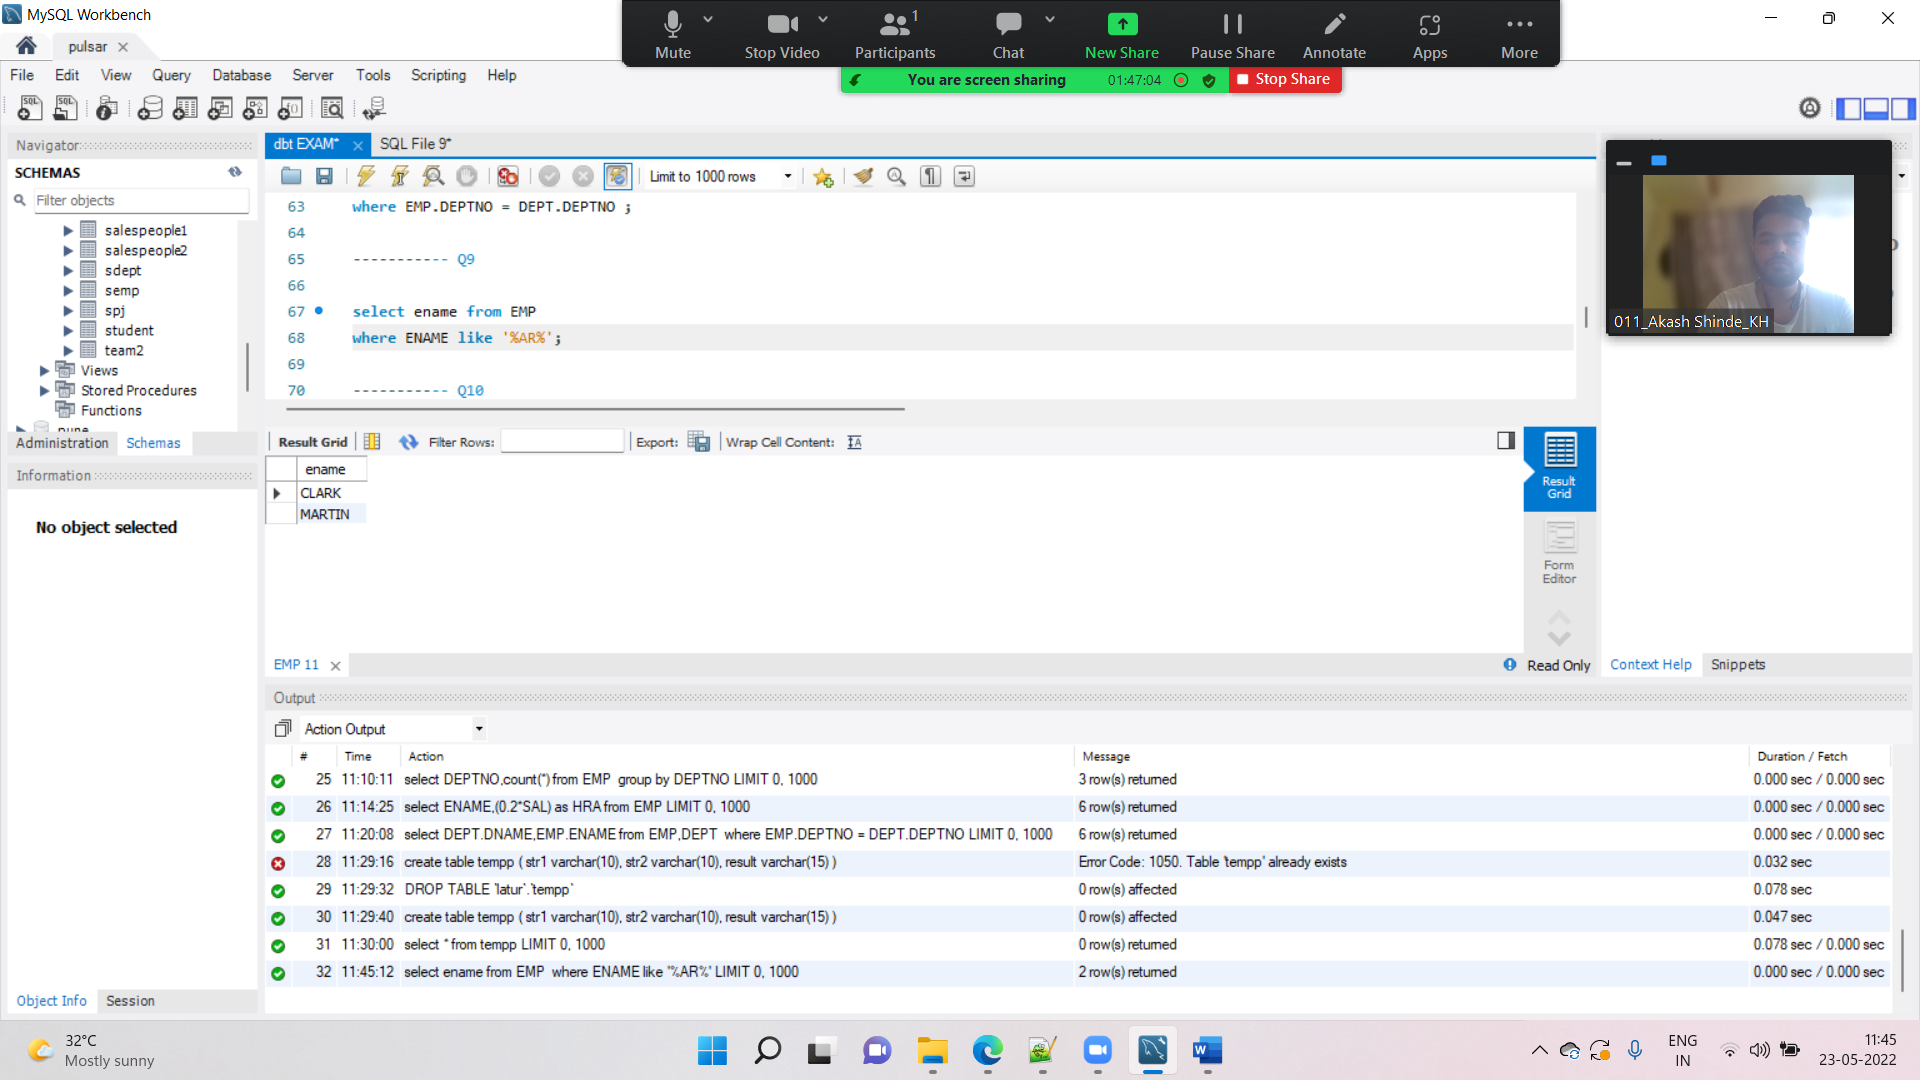 MySQL Workbench
pulsar
File Edit View Query Database Server Tools Scripting Help
Mute Stop Video Participants 1 Chat New Share Pause Share Annotate Apps More
You are screen sharing 01:47:04 Stop Share
Navigator
SCHEMAS
Filter objects
salespeople1
salespeople2
sdept
semp
spj
student
team2
Views
Stored Procedures
Functions
pune
Administration Schemas
Information
No object selected
Object Info Session
dbt EXAM* SQL File 9*
Limit to 1000 rows
63 where EMP.DEPTNO = DEPT.DEPTNO ;
64
65 ----------- Q9
66
67 select ename from EMP
68 where ENAME like '%AR%';
69
70 ----------- Q10
011_Akash Shinde_KH
Result Grid Filter Rows: Export: Wrap Cell Content:
ename
CLARK
MARTIN
Result Grid
Form Editor
EMP 11 Read Only
Context Help Snippets
Output
Action Output
# Time Action Message Duration / Fetch
25 11:10:11 select DEPTNO,count(*) from EMP group by DEPTNO LIMIT 0, 1000 3 row(s) returned 0.000 sec / 0.000 sec
26 11:14:25 select ENAME,(0.2*SAL) as HRA from EMP LIMIT 0, 1000 6 row(s) returned 0.000 sec / 0.000 sec
27 11:20:08 select DEPT.DNAME,EMP.ENAME from EMP,DEPT where EMP.DEPTNO = DEPT.DEPTNO LIMIT 0, 1000 6 row(s) returned 0.000 sec / 0.000 sec
28 11:29:16 create table tempp ( str1 varchar(10), str2 varchar(10), result varchar(15) ) Error Code: 1050. Table 'tempp' already exists 0.032 sec
29 11:29:32 DROP TABLE `latur`.`tempp` 0 row(s) affected 0.078 sec
30 11:29:40 create table tempp ( str1 varchar(10), str2 varchar(10), result varchar(15) ) 0 row(s) affected 0.047 sec
31 11:30:00 select * from tempp LIMIT 0, 1000 0 row(s) returned 0.078 sec / 0.000 sec
32 11:45:12 select ename from EMP where ENAME like '%AR%' LIMIT 0, 1000 2 row(s) returned 0.000 sec / 0.000 sec
32°C
Mostly sunny
ENG
IN
11:45
23-05-2022